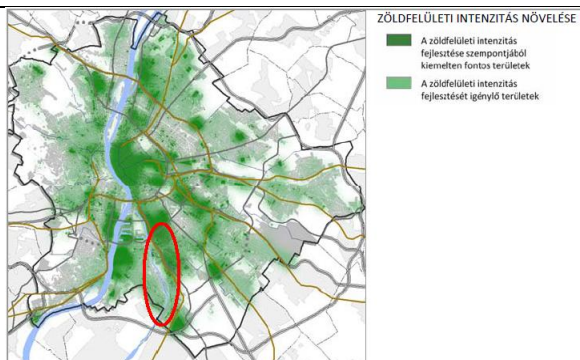 ZÖLDFELÜLETI INTENZITÁS NÖVELÉSE
A zöldfelületi intenzitás
fejlesztése szempontjából
kiemelten fontos területek
A zöldfelületi intenzitás
fejlesztését igénylő területek